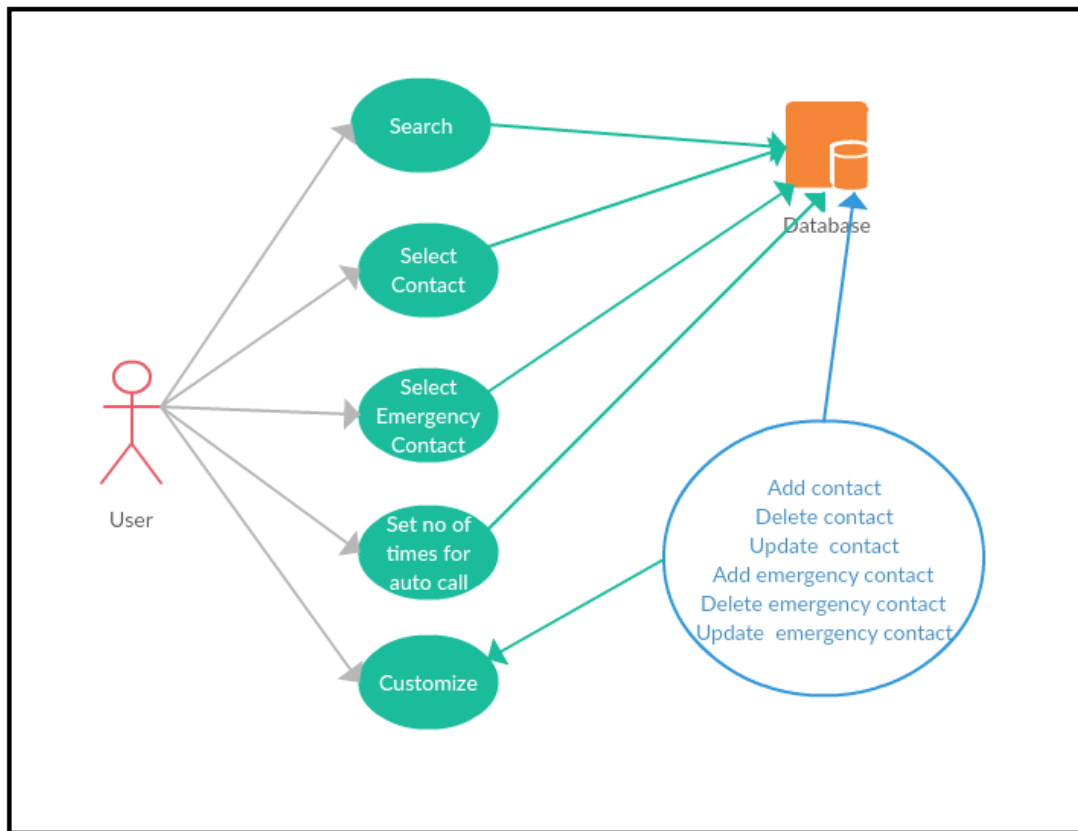 Search
Database
Select
Contact
Select
Emergency
Contact
User
Set no of
times for
auto call
Add contact
Delete contact
Update contact
Add emergency contact
Delete emergency contact
Update emergency contact
Customize